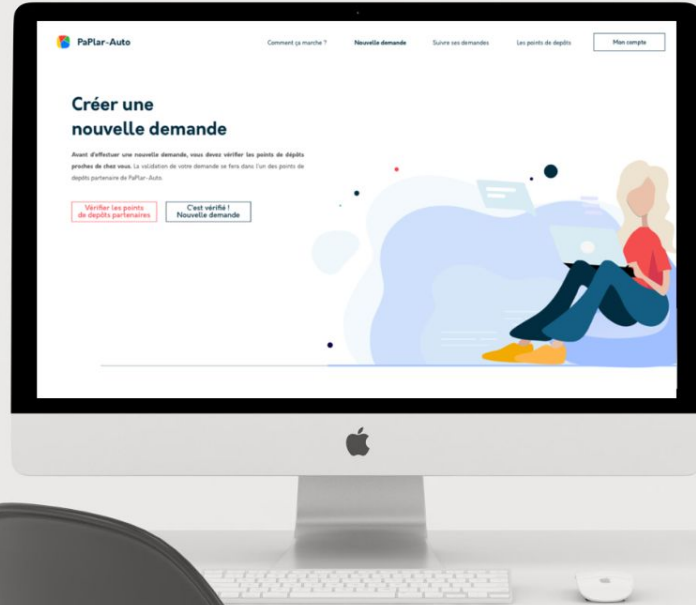 PaPlar-Auto
Comment ça marche ?
Nouvelle demande
Suivre ses demandes
Les points de depôts
Mon compte
Créer une
nouvelle demande
Avant d'effectuer une nouvelle demande, vous devez vérifier les points de dépôts
proches de chez vous. La validation de votre demande se fera dans l'un des points de
depôts partenaire de PaPlar-Auto.
Vérifier les points
de depôts partenaires
C'est vérifié !
Nouvelle demande